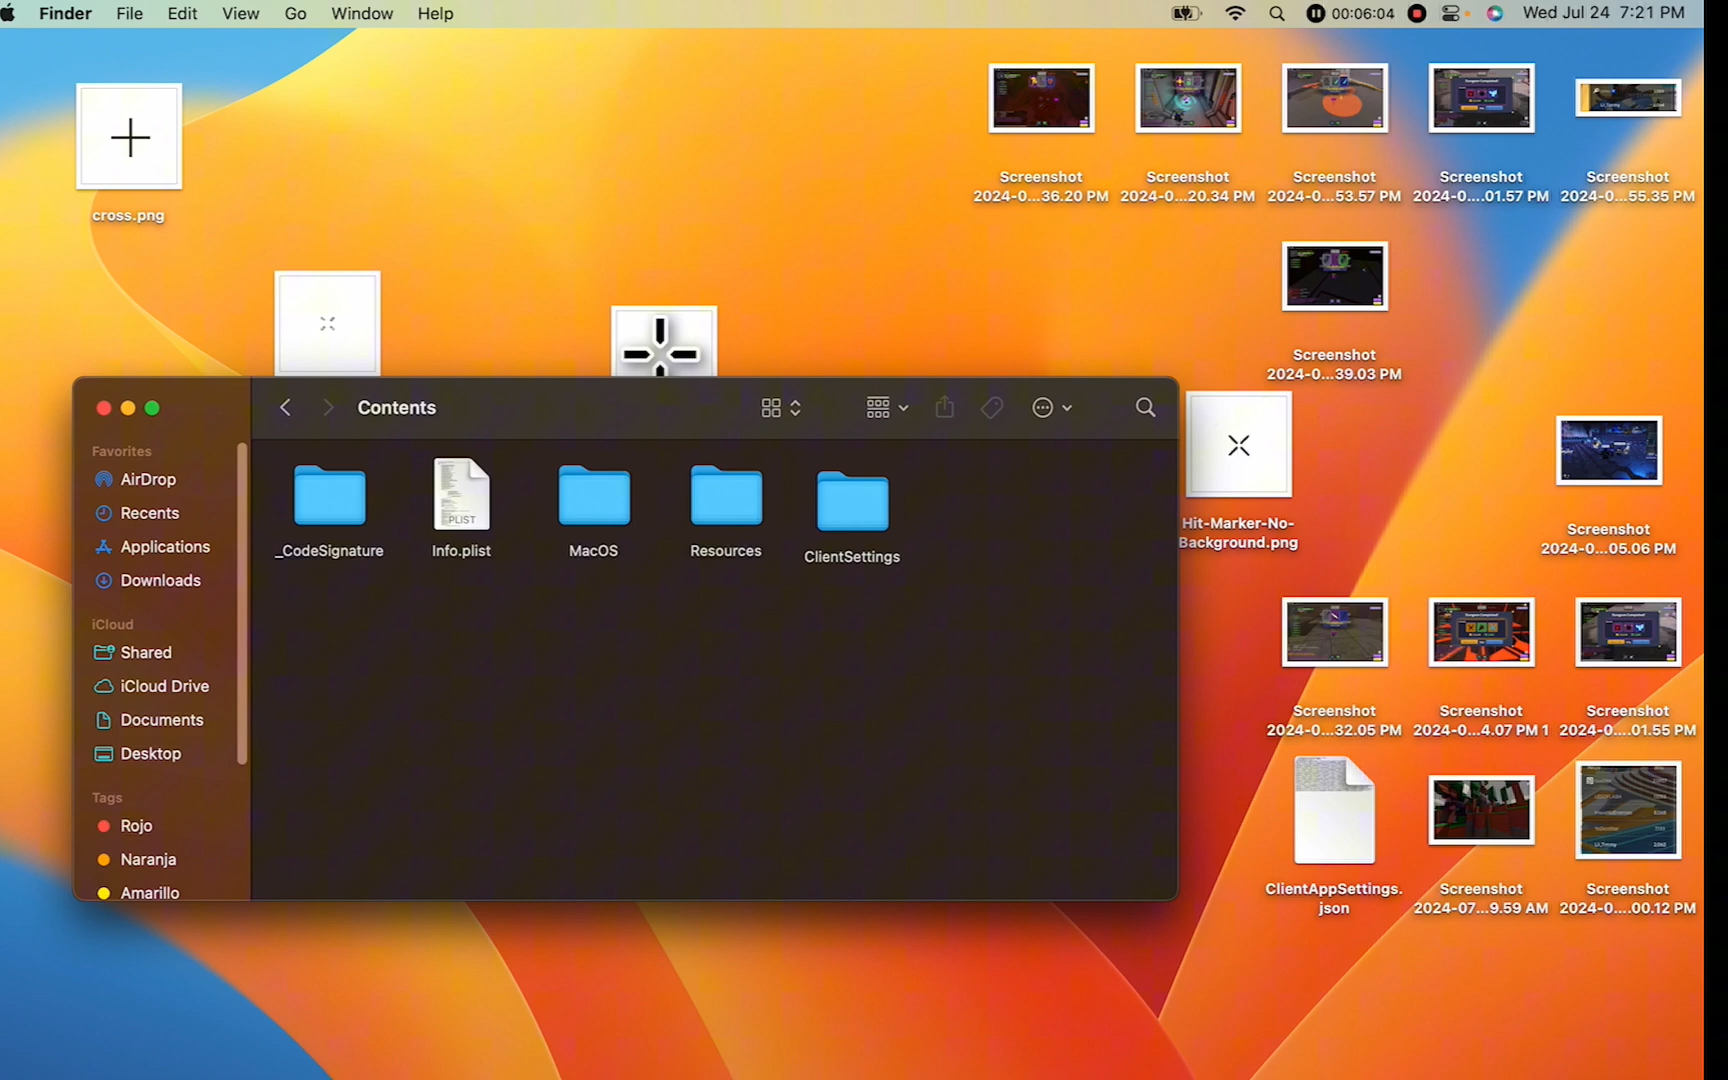 Finder File Edit View Go Window Help 00:06:04 Wed Jul 24 7:21 PM
cross.png
Screenshot
2024-0...36.20 PM
Screenshot
2024-0...20.34 PM
Screenshot
2024-0...53.57 PM
Screenshot
2024-0....01.57 PM
Screenshot
2024-0....55.35 PM
Screenshot
2024-0...39.03 PM
Contents
Favorites
AirDrop
Recents
Applications
Downloads
iCloud
Shared
iCloud Drive
Documents
Desktop
Tags
Rojo
Naranja
Amarillo
_CodeSignature
PLIST
Info.plist
MacOS
Resources
ClientSettings
Hit-Marker-No-
Background.png
Screenshot
2024-0....05.06 PM
Screenshot
2024-0...32.05 PM
Screenshot
2024-0...4.07 PM 1
Screenshot
2024-0....01.55 PM
ClientAppSettings.
json
Screenshot
2024-07...9.59 AM
Screenshot
2024-0....00.12 PM